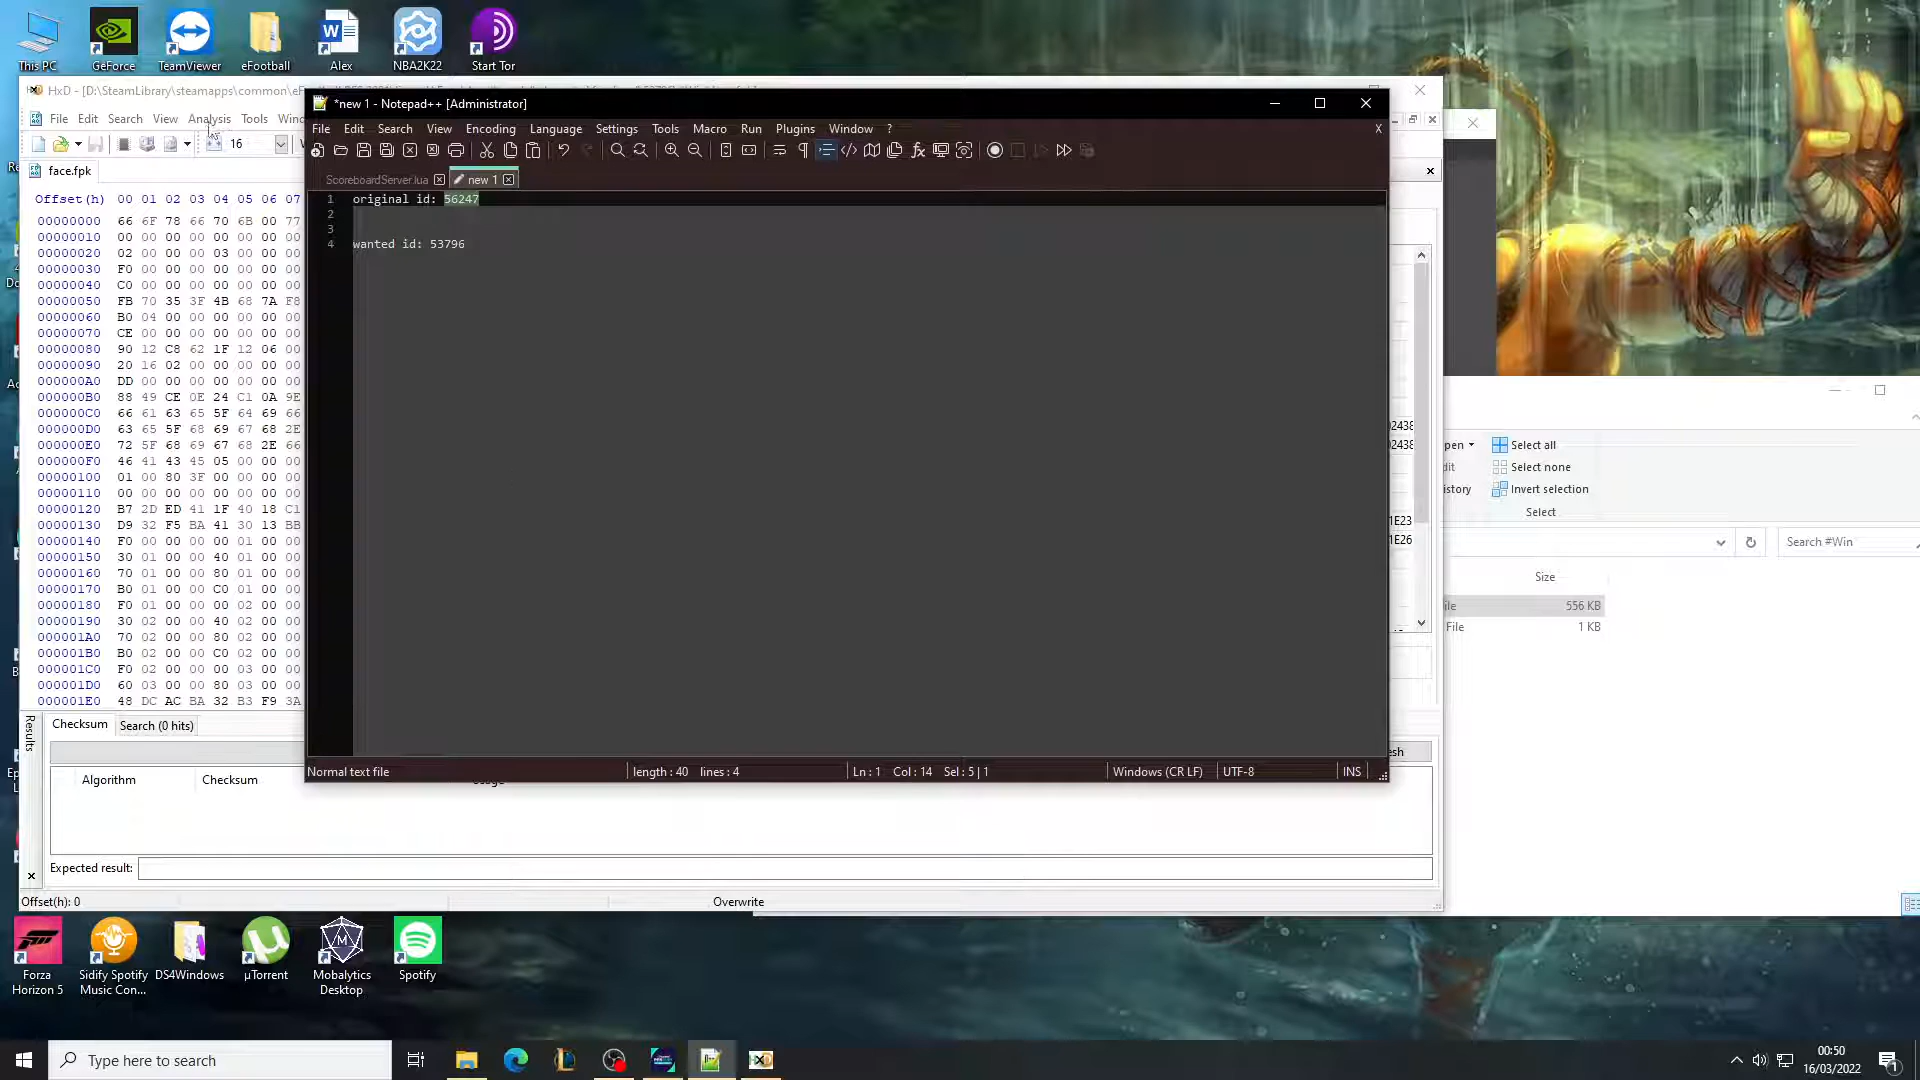 This PC
GeForce
TeamViewer
eFootball
Alex
NBA2K22
Start Tor
HxD - [D:\SteamLibrary\steamapps\common\e
File Edit Search View Analysis Tools Win
16
face.fpk
Offset(h) 00 01 02 03 04 05 06 07
00000000 66 6F 78 66 70 6B 00 77
00000010 00 00 00 00 00 00 00 00
00000020 02 00 00 00 03 00 00 00
00000030 F0 00 00 00 00 00 00 00
00000040 C0 00 00 00 00 00 00 00
00000050 FB 70 35 3F 4B 68 7A F8
00000060 B0 04 00 00 00 00 00 00
00000070 CE 00 00 00 00 00 00 00
00000080 90 12 C8 62 1F 12 06 00
00000090 20 16 02 00 00 00 00 00
000000A0 DD 00 00 00 00 00 00 00
000000B0 88 49 CE 0E 24 C1 0A 9E
000000C0 66 61 63 65 5F 64 69 66
000000D0 63 65 5F 68 69 67 68 2E
000000E0 72 5F 68 69 67 68 2E 66
000000F0 46 41 43 45 05 00 00 00
00000100 01 00 80 3F 00 00 00 00
00000110 00 00 00 00 00 00 00 00
00000120 B7 2D ED 41 1F 40 18 C1
00000130 D9 32 F5 BA 41 30 13 BB
00000140 F0 00 00 00 00 01 00 00
00000150 30 01 00 00 40 01 00 00
00000160 70 01 00 00 80 01 00 00
00000170 B0 01 00 00 C0 01 00 00
00000180 F0 01 00 00 00 02 00 00
00000190 30 02 00 00 40 02 00 00
000001A0 70 02 00 00 80 02 00 00
000001B0 B0 02 00 00 C0 02 00 00
000001C0 F0 02 00 00 00 03 00 00
000001D0 60 03 00 00 80 03 00 00
000001E0 48 DC AC BA 32 B3 F9 3A
*new 1 - Notepad++ [Administrator]
File Edit Search View Encoding Language Settings Tools Macro Run Plugins Window ?
X
ScoreboardServer.lua new 1
1 original id: 56247
2
3
4 wanted id: 53796
Normal text file length : 40 lines : 4 Ln : 1 Col : 14 Sel : 5 | 1 Windows (CR LF) UTF-8 INS
02438
02438
1E23
1E26
esh
pen
Select all
dit
Select none
istory
Invert selection
Select
Search #Win
Size
ile 556 KB
File 1 KB
Results
Checksum Search (0 hits)
Algorithm Checksum
Expected result:
Offset(h): 0 Overwrite
Forza
Horizon 5
Sidify Spotify
Music Con...
DS4Windows
µTorrent
Mobalytics
Desktop
Spotify
Type here to search
00:50
16/03/2022
1